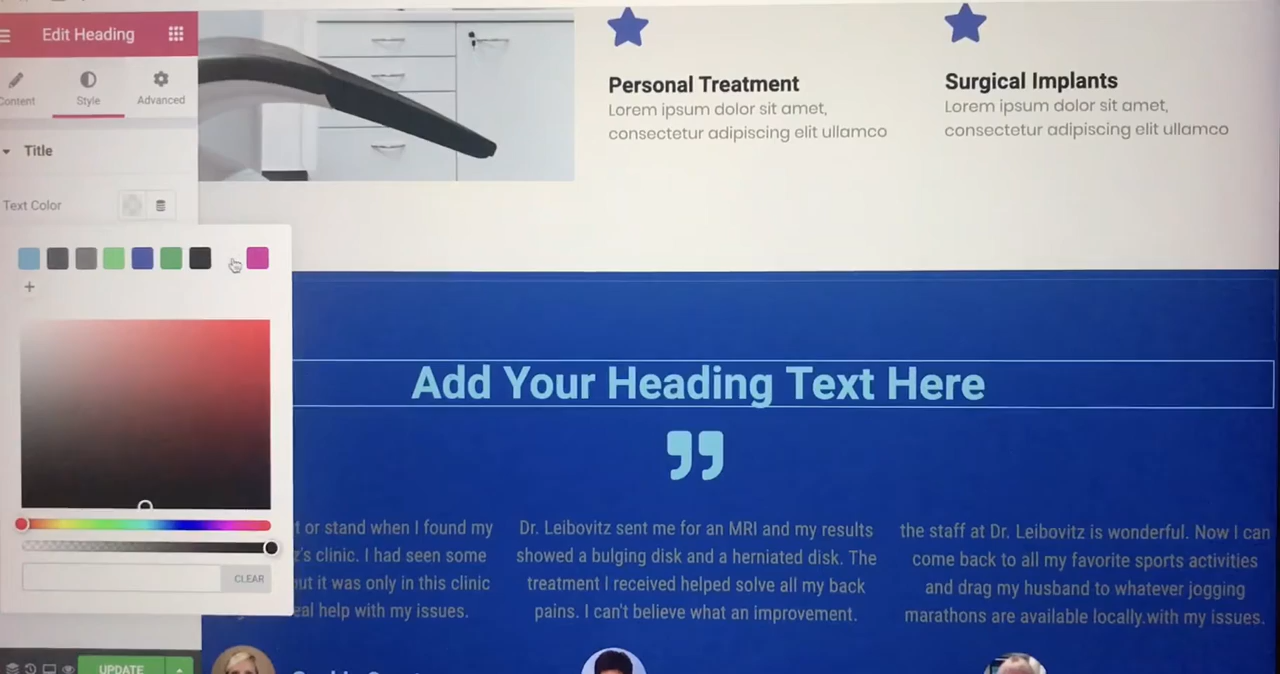 Edit Heading
Content
Style
Advanced
Title
Text Color
CLEAR
UPDATE
Personal Treatment
Lorem ipsum dolor sit amet,
consectetur adipiscing elit ullamco
Surgical Implants
Lorem ipsum dolor sit amet,
consectetur adipiscing elit ullamco
Add Your Heading Text Here
t or stand when I found my
z's clinic. I had seen some
but it was only in this clinic
eal help with my issues.
Dr. Leibovitz sent me for an MRI and my results
showed a bulging disk and a herniated disk. The
treatment I received helped solve all my back
pains. I can't believe what an improvement.
the staff at Dr. Leibovitz is wonderful. Now I can
come back to all my favorite sports activities
and drag my husband to whatever jogging
marathons are available locally.with my issues.